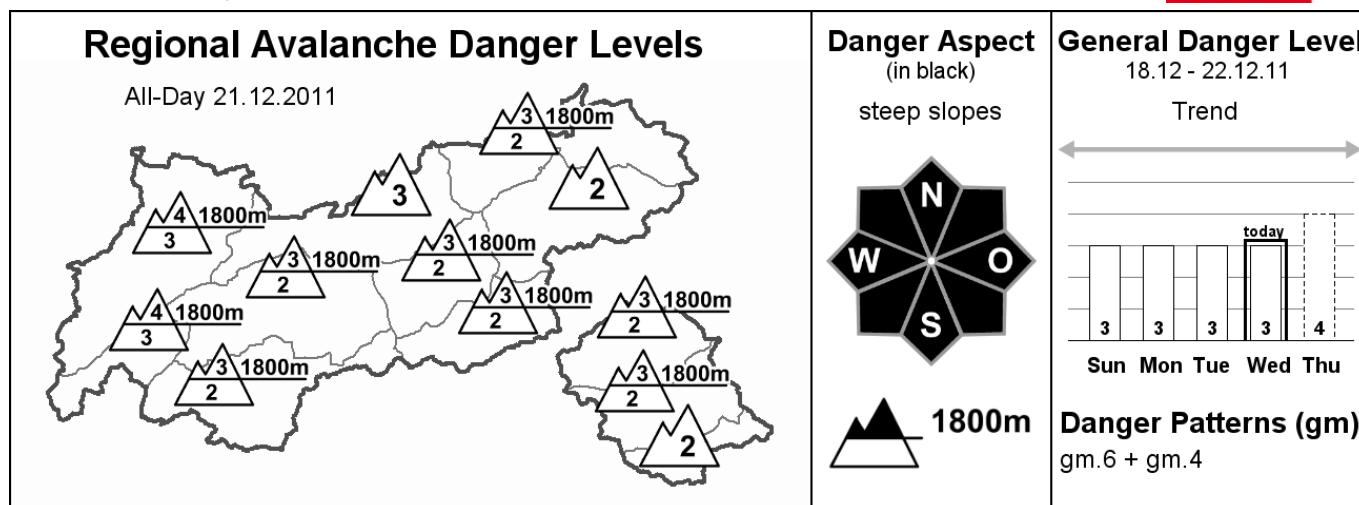 Regional Avalanche Danger Levels
All-Day 21.12.2011
3 1800m
2
3
2
4 1800m
3
3 1800m
2
3 1800m
2
4 1800m
3
3 1800m
2
3 1800m
2
3 1800m
2
3 1800m
2
2
Danger Aspect
(in black)
steep slopes
N
W O
S
1800m
General Danger Level
18.12 - 22.12.11
Trend
today
3 3 3 3 4
Sun Mon Tue Wed Thu
Danger Patterns (gm)
gm.6 + gm.4